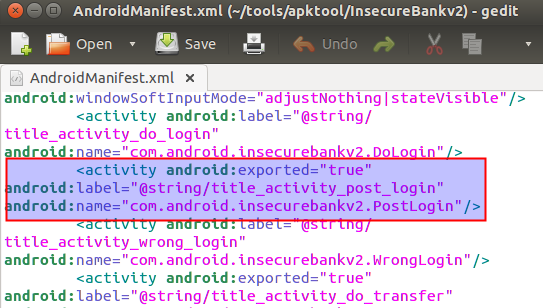 AndroidManifest.xml (~/tools/apktool/InsecureBankv2) - gedit
Open Save Undo
AndroidManifest.xml ×
android:windowSoftInputMode="adjustNothing|stateVisible"/>
<activity android:label="@string/
title_activity_do_login"
android:name="com.android.insecurebankv2.DoLogin"/>
<activity android:exported="true"
android:label="@string/title_activity_post_login"
android:name="com.android.insecurebankv2.PostLogin"/>
<activity android:label="@string/
title_activity_wrong_login"
android:name="com.android.insecurebankv2.WrongLogin"/>
<activity android:exported="true"
android:label="@string/title_activity_do_transfer"